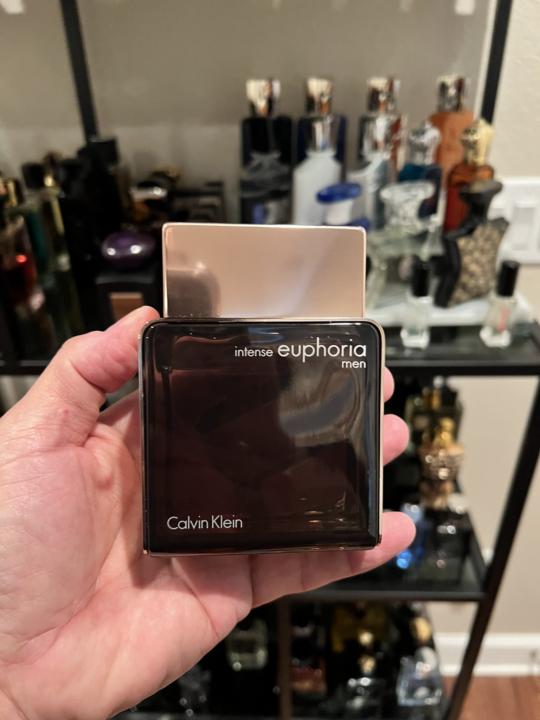 intense euphoria
men
Calvin Klein